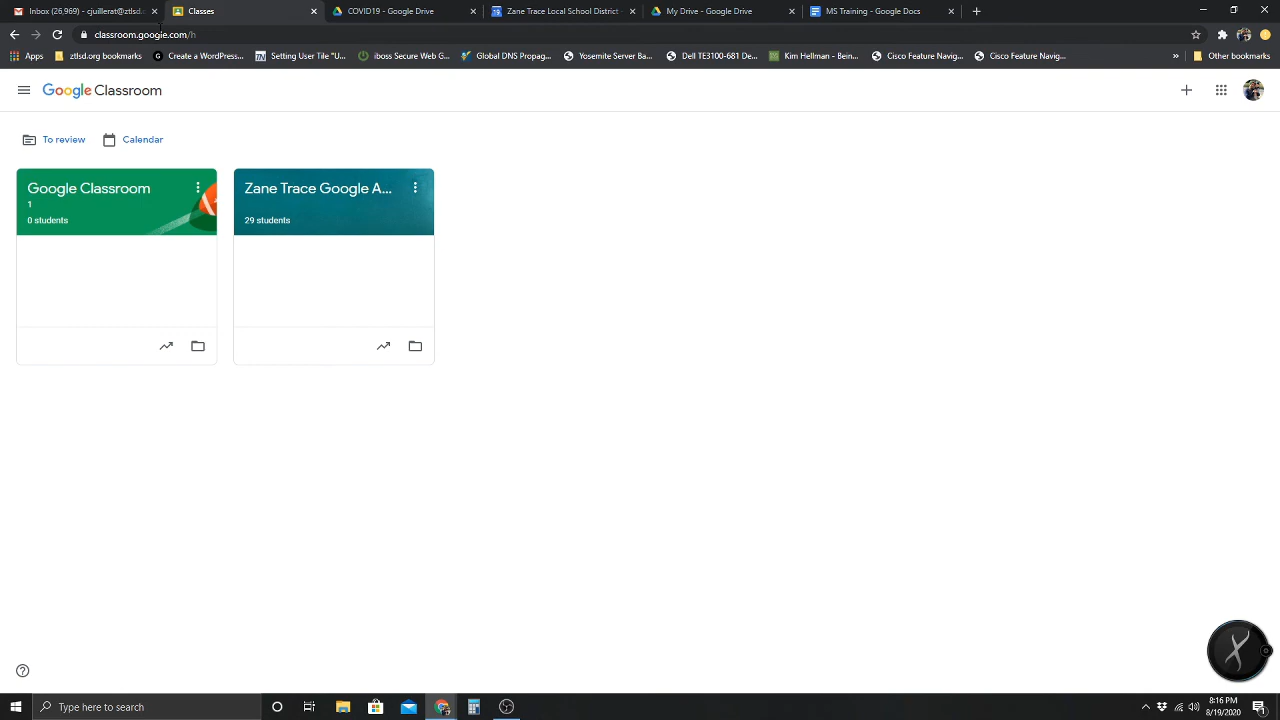 Inbox (26,969) - cjuillerat@ztlsd.c
Classes
COVID19 - Google Drive
Zane Trace Local School District -
My Drive - Google Drive
MS Training - Google Docs
classroom.google.com/h
Apps
ztlsd.org bookmarks
Create a WordPress...
Setting User Tile "U...
iboss Secure Web G...
Global DNS Propag...
Yosemite Server Ba...
Dell TE3100-681 De...
Kim Hellman - Bein...
Cisco Feature Navig...
Cisco Feature Navig...
Other bookmarks
Google Classroom
To review
Calendar
Google Classroom
1
0 students
Zane Trace Google A...
29 students
Type here to search
8:16 PM
8/19/2020